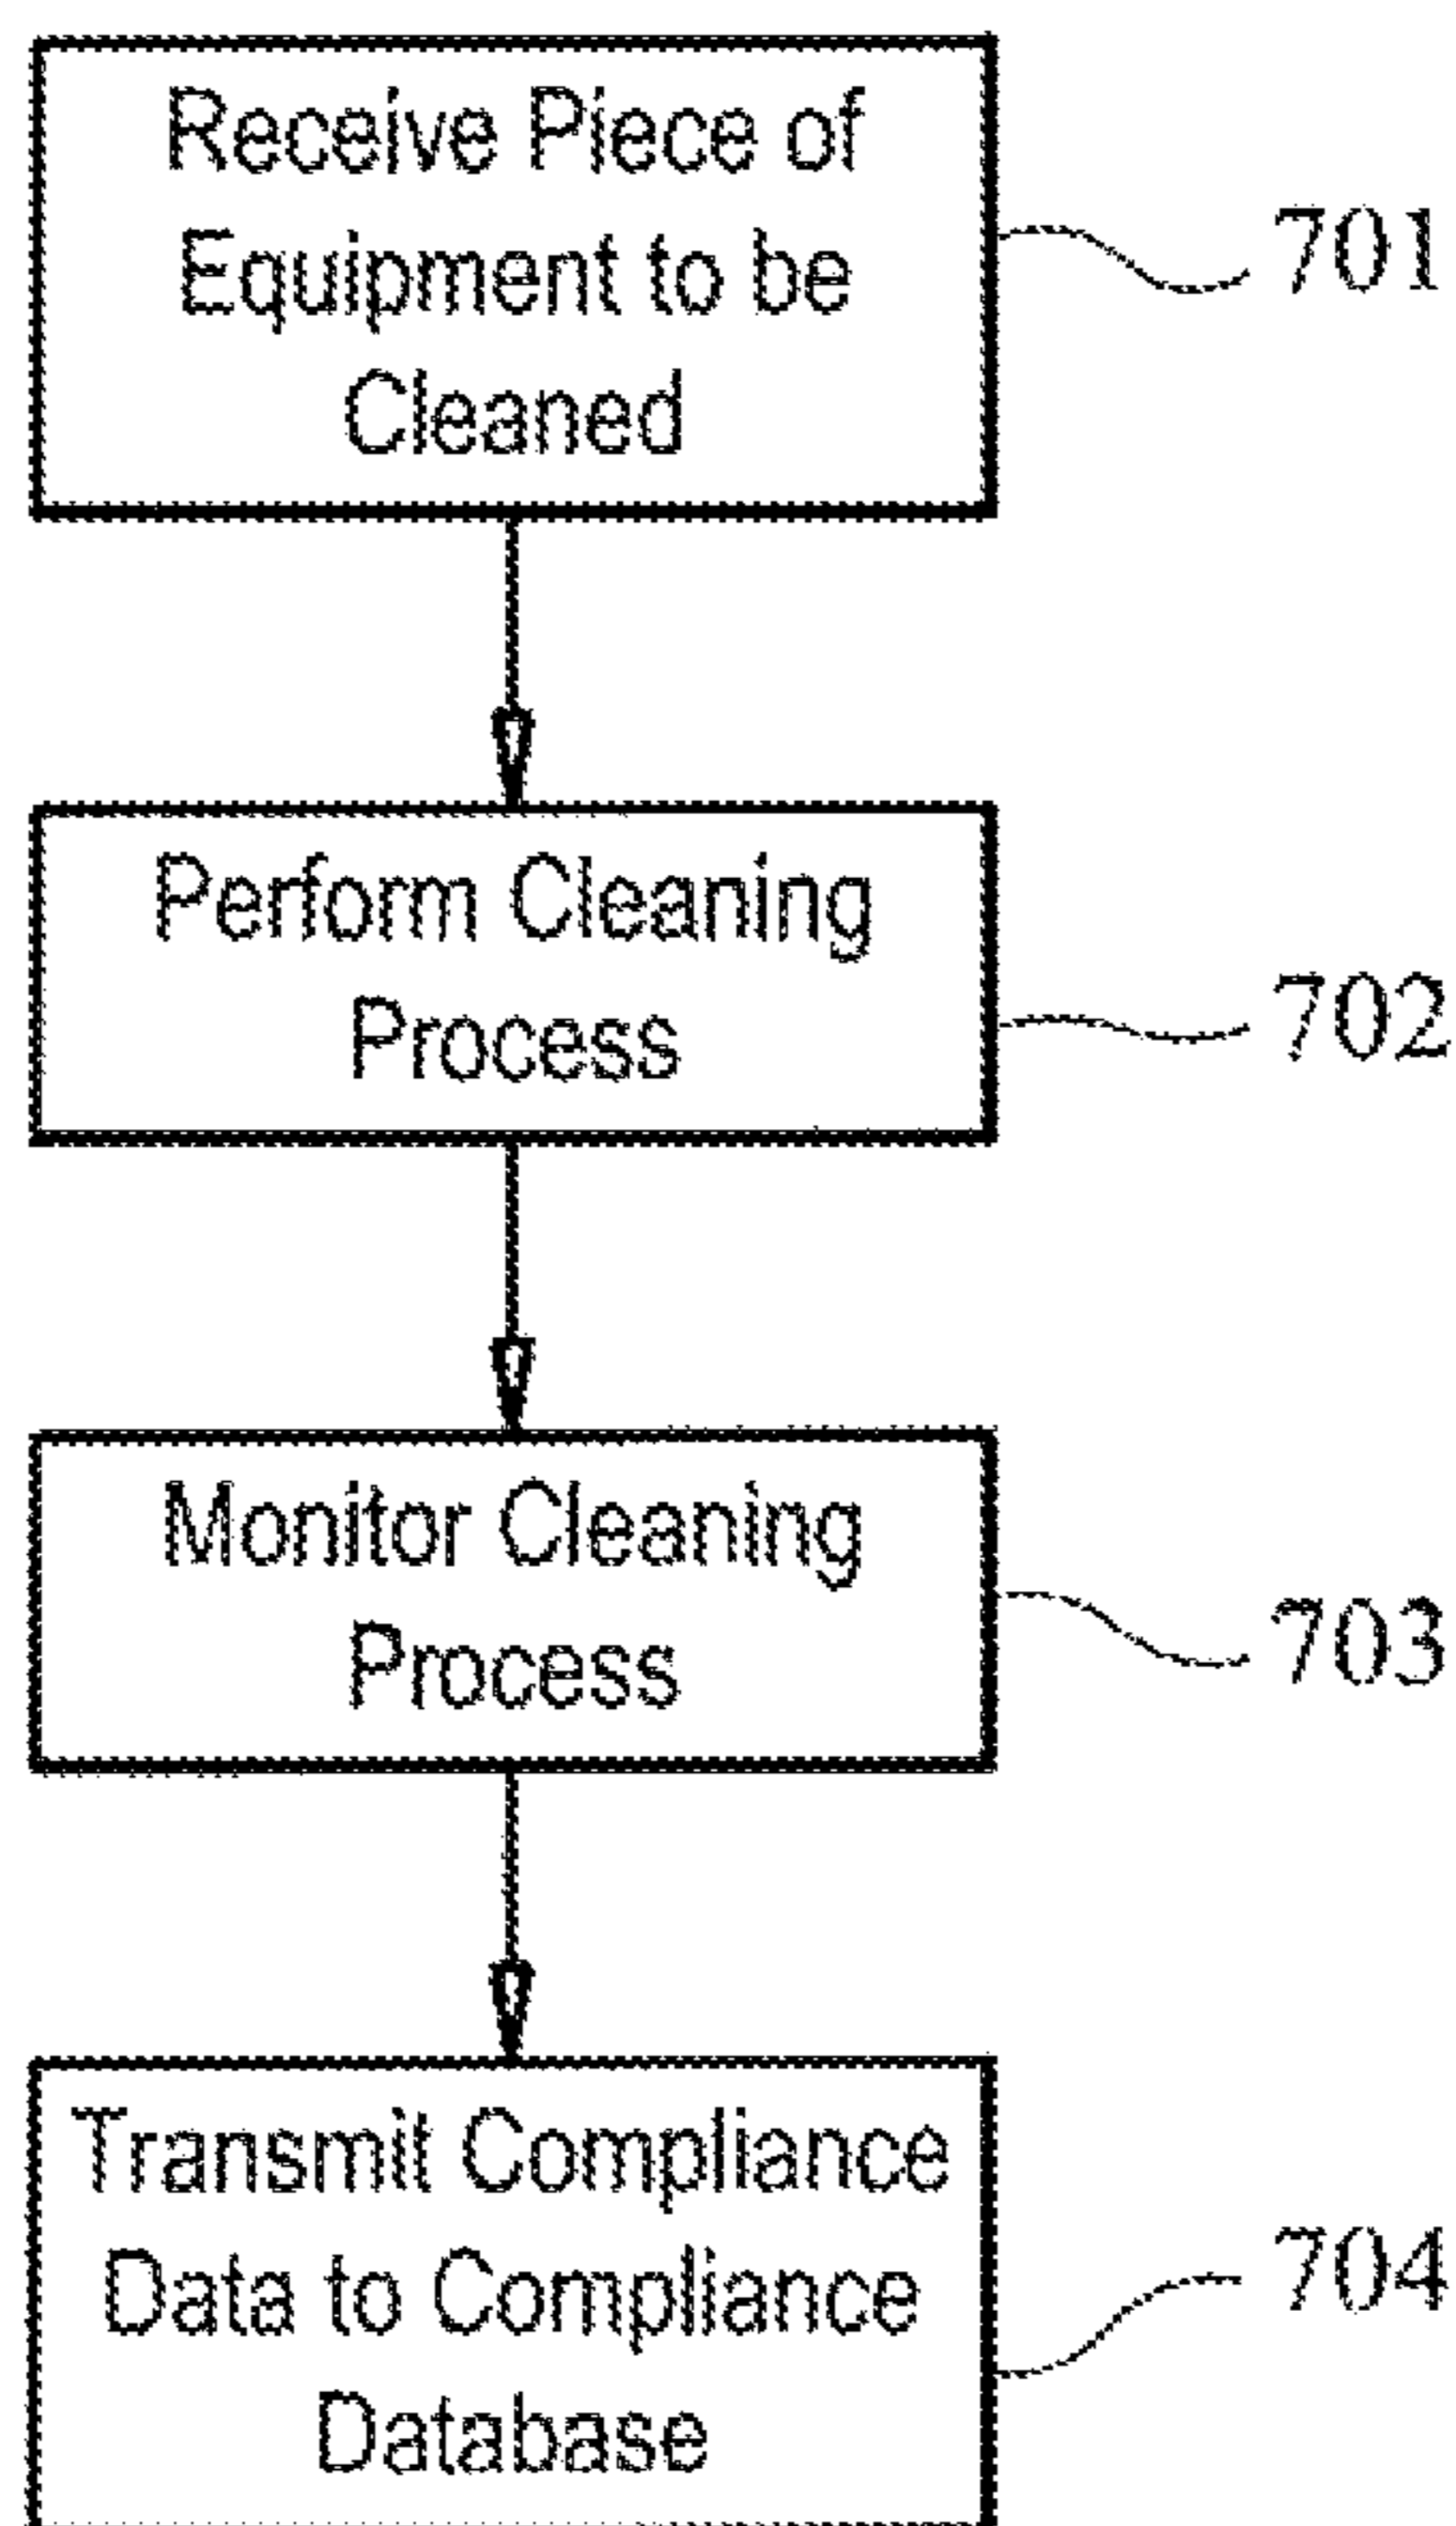 Receive Piece of
Equipment to be
Cleaned
701
Perform Cleaning
Process
702
Monitor Cleaning
Process
703
Transmit Compliance
Data to Compliance
Database
704